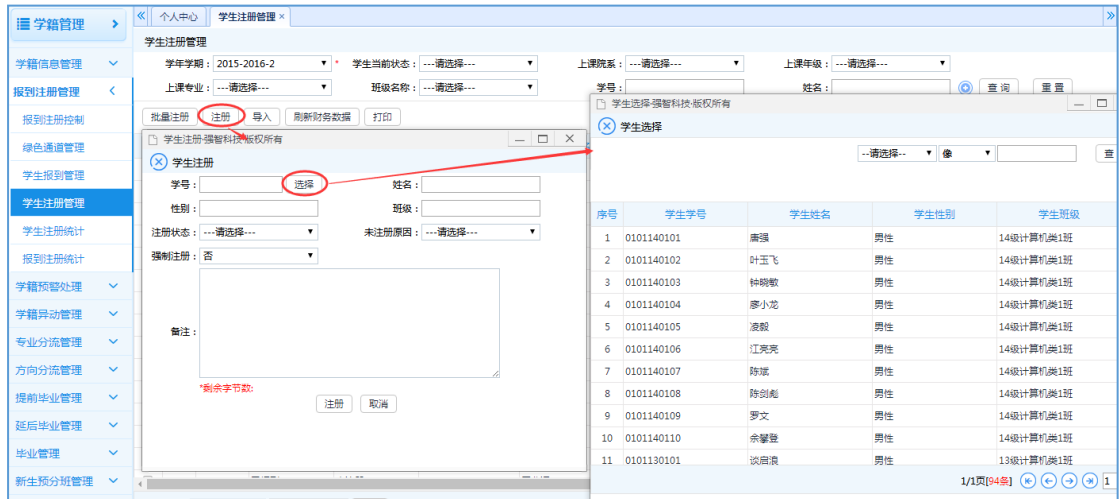 学籍管理
学籍信息管理
报到注册管理
报到注册控制
绿色通道管理
学生报到管理
学生注册管理
学生注册统计
报到注册统计
学籍预警处理
学籍异动管理
专业分流管理
方向分流管理
提前毕业管理
延后毕业管理
毕业管理
新生预分班管理
个人中心 学生注册管理 ×
学生注册管理
学年学期： 2015-2016-2 * 学生当前状态： ---请选择--- 上课院系： ---请选择--- 上课年级： ---请选择---
上课专业： ---请选择--- 班级名称： ---请选择--- 学号： 姓名： 查 询 重 置
批量注册 注册 导入 刷新财务数据 打印
学生注册-强智科技-版权所有
学生注册
学号： 选择 姓名：
性别： 班级：
注册状态： ---请选择--- 未注册原因： ---请选择---
强制注册： 否
备注：
*剩余字节数:
注册 取消
学生选择-强智科技-版权所有
学生选择
--请选择-- 像 查
序号 学生学号 学生姓名 学生性别 学生班级
1 0101140101 唐强 男性 14级计算机类1班
2 0101140102 叶玉飞 男性 14级计算机类1班
3 0101140103 钟晓敏 男性 14级计算机类1班
4 0101140104 廖小龙 男性 14级计算机类1班
5 0101140105 凌毅 男性 14级计算机类1班
6 0101140106 江亮亮 男性 14级计算机类1班
7 0101140107 陈斌 男性 14级计算机类1班
8 0101140108 陈剑彪 男性 14级计算机类1班
9 0101140109 罗文 男性 14级计算机类1班
10 0101140110 余攀登 男性 14级计算机类1班
11 0101130101 谈启浪 男性 13级计算机类1班
1/1页[94条] 1